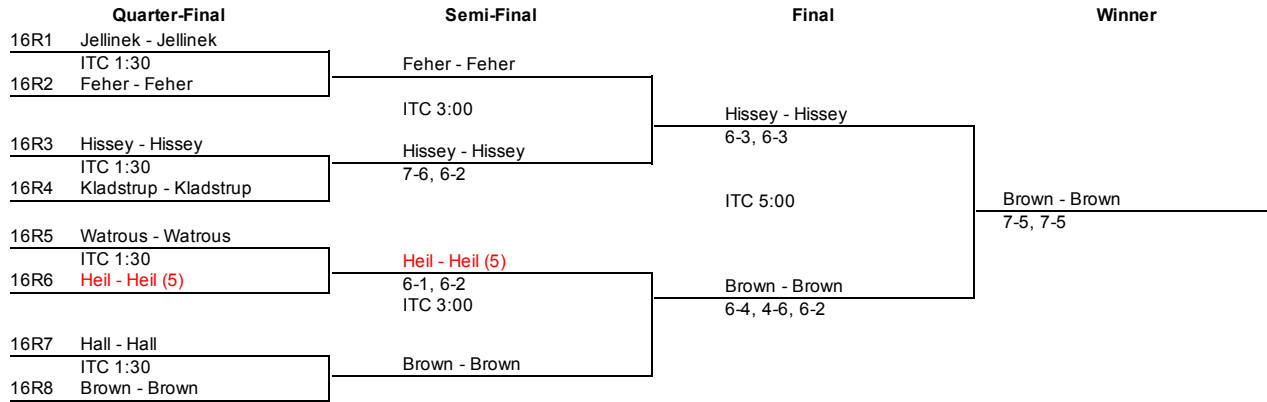 Quarter-Final Semi-Final Final Winner
16R1 Jellinek - Jellinek
ITC 1:30
16R2 Feher - Feher
Feher - Feher
ITC 3:00
16R3 Hissey - Hissey
ITC 1:30
16R4 Kladstrup - Kladstrup
Hissey - Hissey
7-6, 6-2
Hissey - Hissey
6-3, 6-3
ITC 5:00
16R5 Watrous - Watrous
ITC 1:30
16R6 Heil - Heil (5)
Heil - Heil (5)
6-1, 6-2
ITC 3:00
16R7 Hall - Hall
ITC 1:30
16R8 Brown - Brown
Brown - Brown
Brown - Brown
6-4, 4-6, 6-2
Brown - Brown
7-5, 7-5